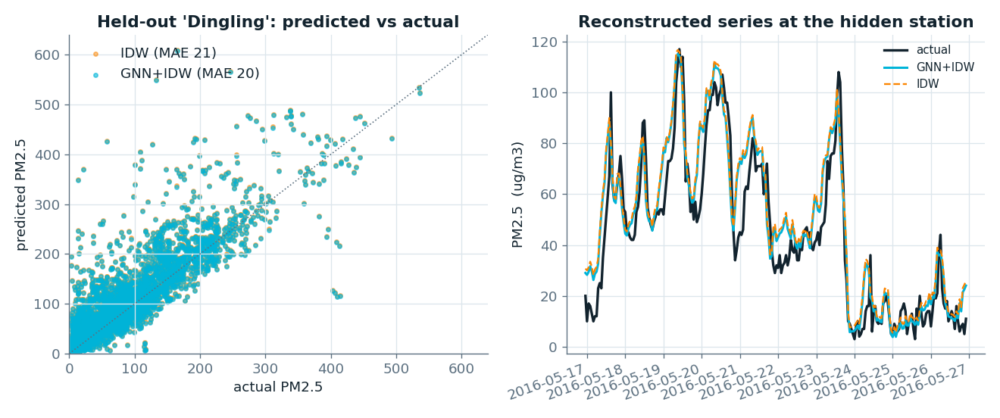 Held-out 'Dingling': predicted vs actual
IDW (MAE 21)
GNN+IDW (MAE 20)
600
500
400
300
200
100
0
predicted PM2.5
0 100 200 300 400 500 600
actual PM2.5
Reconstructed series at the hidden station
actual
GNN+IDW
IDW
120
100
80
60
40
20
0
PM2.5 (ug/m3)
2016-05-17
2016-05-18
2016-05-19
2016-05-20
2016-05-21
2016-05-22
2016-05-23
2016-05-24
2016-05-25
2016-05-26
2016-05-27